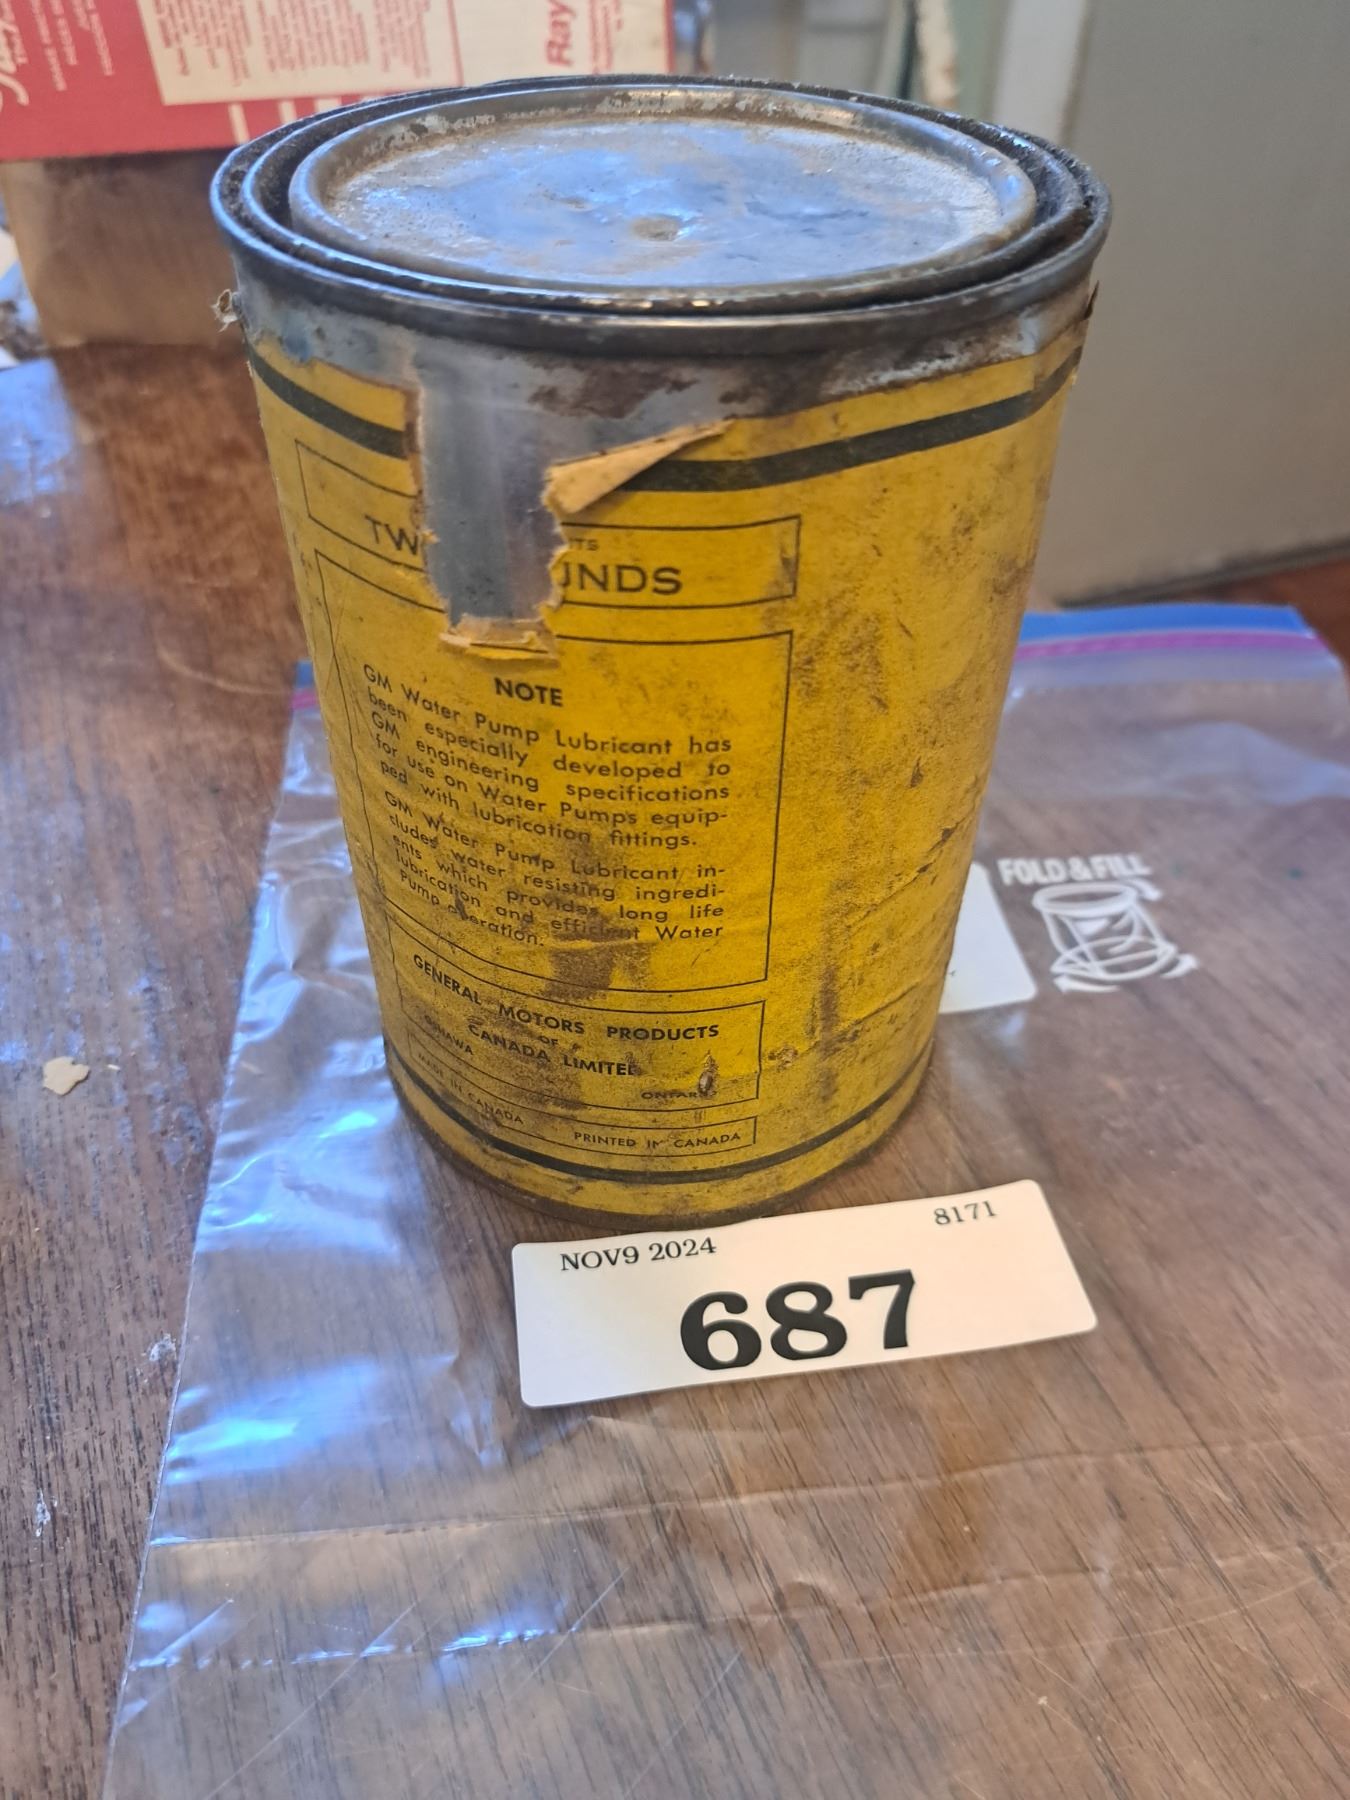 Ray
TW
UNDS
NOTE
GM Water Pump Lubricant has
been especially developed to
GM engineering specifications
for use on Water Pumps equip-
ped with lubrication fittings.
GM Water Pump Lubricant in-
cludes water resisting ingredi-
ents which provides long life
lubrication and efficient Water
Pump operation.
GENERAL MOTORS PRODUCTS
OF
CANADA LIMITED
OSHAWA ONTARIO
MADE IN CANADA PRINTED IN CANADA
FOLD & FILL
NOV9 2024 8171
687